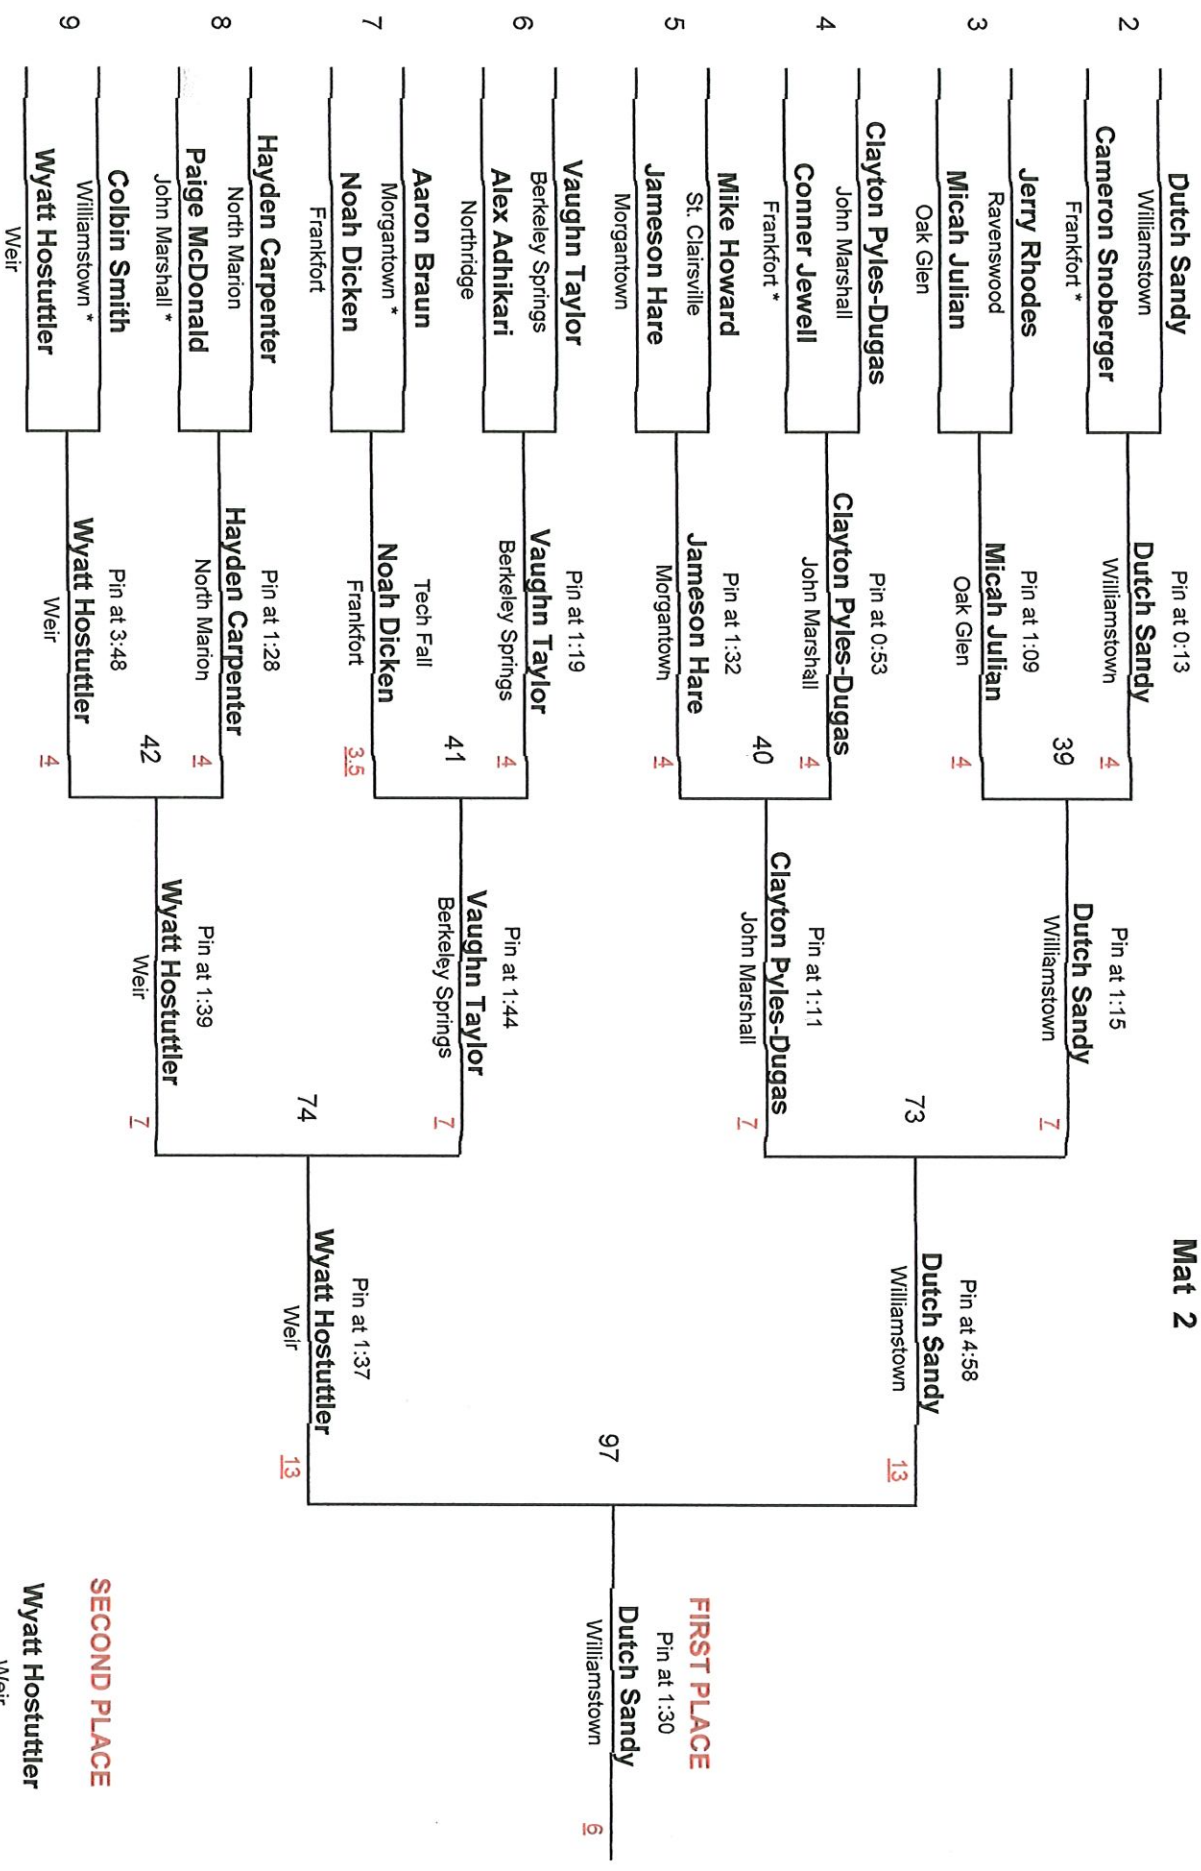 Mat 2
2
Dutch Sandy
Williamstown
Cameron Snoberger
Frankfort *
3
Jerry Rhodes
Ravenswood
Micah Julian
Oak Glen
4
Clayton Pyles-Dugas
John Marshall
Conner Jewell
Frankfort *
5
Mike Howard
St. Clairsville
Jameson Hare
Morgantown
6
Vaughn Taylor
Berkeley Springs
Alex Adhikari
Northridge
7
Aaron Braun
Morgantown *
Noah Dicken
Frankfort
8
Hayden Carpenter
North Marion
Paige McDonald
John Marshall *
9
Colbin Smith
Williamstown *
Wyatt Hostuttler
Weir
Pin at 0:13
Dutch Sandy
Williamstown
4
39
Pin at 1:09
Micah Julian
Oak Glen
4
Pin at 0:53
Clayton Pyles-Dugas
John Marshall
4
40
Pin at 1:32
Jameson Hare
Morgantown
4
Pin at 1:19
Vaughn Taylor
Berkeley Springs
4
41
Tech Fall
Noah Dicken
Frankfort
3.5
Pin at 1:28
Hayden Carpenter
North Marion
4
42
Pin at 3:48
Wyatt Hostuttler
Weir
4
Pin at 1:15
Dutch Sandy
Williamstown
7
73
Pin at 1:11
Clayton Pyles-Dugas
John Marshall
7
Pin at 1:44
Vaughn Taylor
Berkeley Springs
7
74
Pin at 1:39
Wyatt Hostuttler
Weir
7
Pin at 4:58
Dutch Sandy
Williamstown
13
97
Pin at 1:37
Wyatt Hostuttler
Weir
13
FIRST PLACE
Pin at 1:30
Dutch Sandy
Williamstown
6
SECOND PLACE
Wyatt Hostuttler
Weir